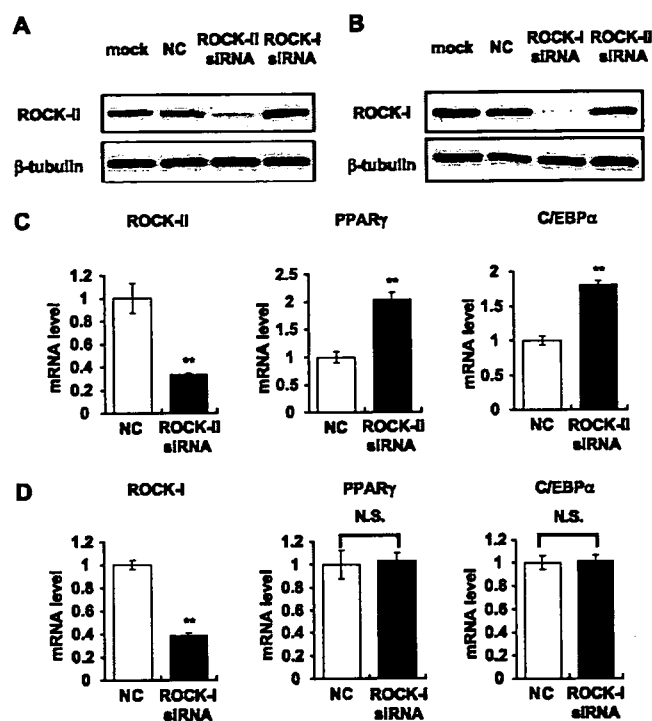 A
mock NC ROCK-II siRNA ROCK-I siRNA
ROCK-II
β-tubulin
B
mock NC ROCK-I siRNA ROCK-II siRNA
ROCK-I
β-tubulin
C
ROCK-II
mRNA level
1.2
1
0.8
0.6
0.4
0.2
0
**
NC ROCK-II siRNA
PPARγ
mRNA level
2.5
2
1.5
1
0.5
0
**
NC ROCK-II siRNA
C/EBPα
mRNA level
2
1.5
1
0.5
0
**
NC ROCK-II siRNA
D
ROCK-I
mRNA level
1.2
1
0.8
0.6
0.4
0.2
0
**
NC ROCK-I siRNA
PPARγ
N.S.
mRNA level
1.2
1
0.8
0.6
0.4
0.2
0
NC ROCK-I siRNA
C/EBPα
N.S.
mRNA level
1.2
1
0.8
0.6
0.4
0.2
0
NC ROCK-I siRNA